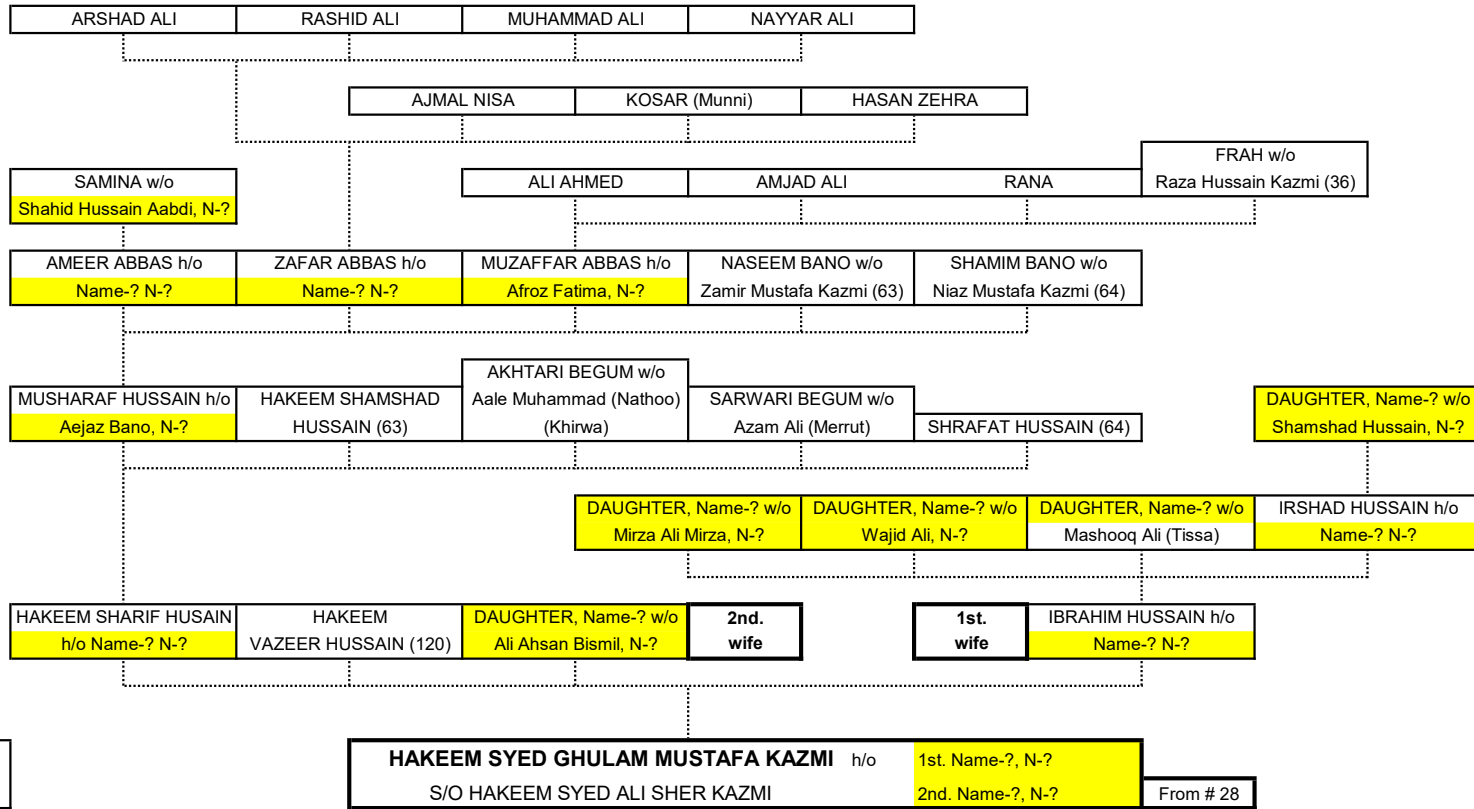 ARSHAD ALI
RASHID ALI
MUHAMMAD ALI
NAYYAR ALI
AJMAL NISA
KOSAR (Munni)
HASAN ZEHRA
SAMINA w/o
Shahid Hussain Aabdi, N-?
ALI AHMED
AMJAD ALI
RANA
FRAH w/o
Raza Hussain Kazmi (36)
AMEER ABBAS h/o
Name-? N-?
ZAFAR ABBAS h/o
Name-? N-?
MUZAFFAR ABBAS h/o
Afroz Fatima, N-?
NASEEM BANO w/o
Zamir Mustafa Kazmi (63)
SHAMIM BANO w/o
Niaz Mustafa Kazmi (64)
MUSHARAF HUSSAIN h/o
Aejaz Bano, N-?
HAKEEM SHAMSHAD
HUSSAIN (63)
AKHTARI BEGUM w/o
Aale Muhammad (Nathoo)
(Khirwa)
SARWARI BEGUM w/o
Azam Ali (Merrut)
SHRAFAT HUSSAIN (64)
DAUGHTER, Name-? w/o
Shamshad Hussain, N-?
DAUGHTER, Name-? w/o
Mirza Ali Mirza, N-?
DAUGHTER, Name-? w/o
Wajid Ali, N-?
DAUGHTER, Name-? w/o
Mashooq Ali (Tissa)
IRSHAD HUSSAIN h/o
Name-? N-?
HAKEEM SHARIF HUSAIN
h/o Name-? N-?
HAKEEM
VAZEER HUSSAIN (120)
DAUGHTER, Name-? w/o
Ali Ahsan Bismil, N-?
2nd.
wife
1st.
wife
IBRAHIM HUSSAIN h/o
Name-? N-?
HAKEEM SYED GHULAM MUSTAFA KAZMI h/o 1st. Name-?, N-?
S/O HAKEEM SYED ALI SHER KAZMI 2nd. Name-?, N-? From # 28